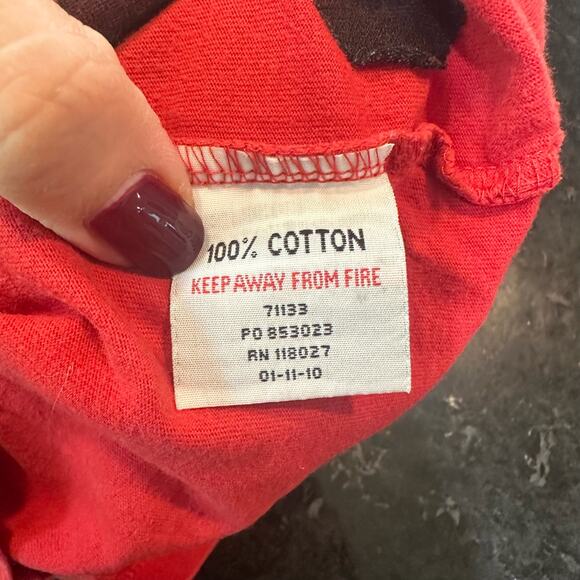 100% COTTON
KEEP AWAY FROM FIRE
71133
PO 853023
RN 118027
01-11-10